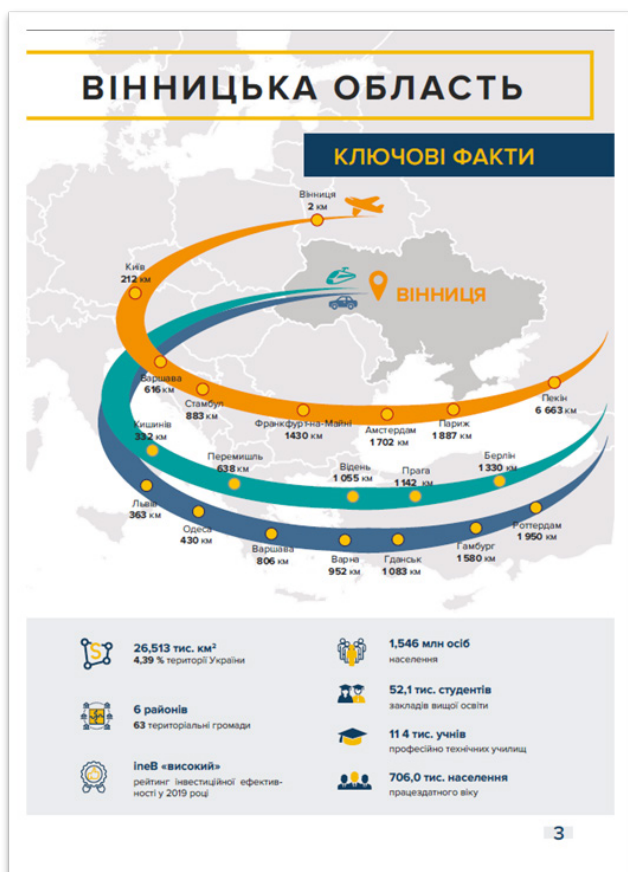 ВІННИЦЬКА ОБЛАСТЬ
КЛЮЧОВІ ФАКТИ
Вінниця
2 км
Київ
212 км
ВІННИЦЯ
Варшава
616 км
Стамбул
883 км
Франкфурт-на-Майні
1430 км
Амстердам
1 702 км
Париж
1 887 км
Пекін
6 663 км
Кишинів
332 км
Перемишль
638 км
Відень
1 055 км
Прага
1 142 км
Берлін
1 330 км
Львів
363 км
Одеса
430 км
Варшава
806 км
Варна
952 км
Гданськ
1 083 км
Гамбург
1 580 км
Роттердам
1 950 км
26,513 тис. км²
4,39 % території України
6 районів
63 територіальні громади
ineB «високий»
рейтинг інвестиційної ефектив-
ності у 2019 році
1,546 млн осіб
населення
52,1 тис. студентів
закладів вищої освіти
11 4 тис. учнів
професійно технічних училищ
706,0 тис. населення
працездатного віку
3